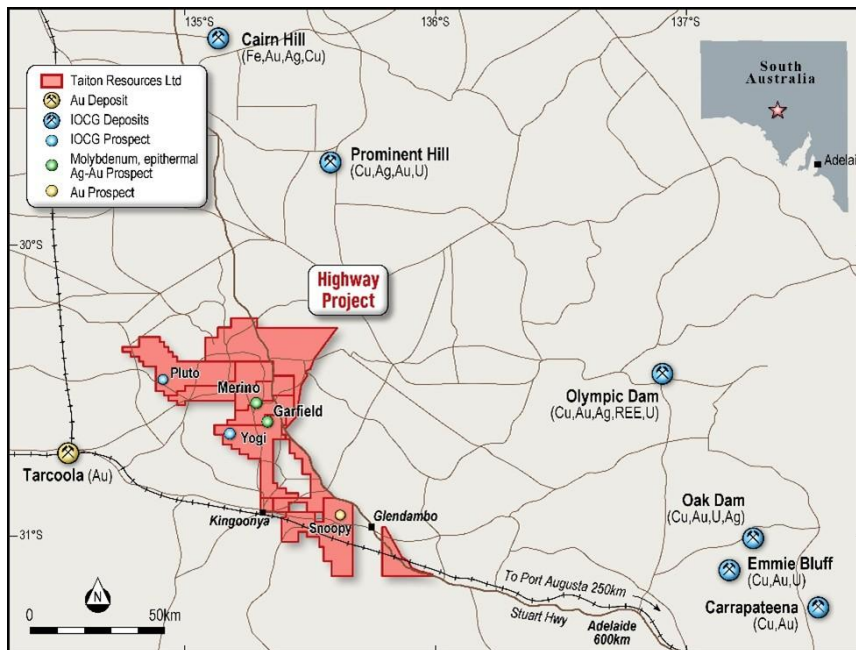 135°S
136°S
137°S
Cairn Hill
(Fe,Au,Ag,Cu)
South
Australia
Adelai
Taiton Resources Ltd
Au Deposit
IOCG Deposits
IOCG Prospect
Molybdenum, epithermal
Ag-Au Prospect
Au Prospect
Prominent Hill
(Cu,Ag,Au,U)
30°S
Highway
Project
Pluto
Merino
Garfield
Yogi
Olympic Dam
(Cu,Au,Ag,REE,U)
Tarcoola (Au)
Kingoonya
Snoopy
Glendambo
Oak Dam
(Cu,Au,U,Ag)
31°S
Emmie Bluff
(Cu,Au,U)
Carrapateena
(Cu,Au)
To Port Augusta 250km
Stuart Hwy
Adelaide
600km
N
0
50km